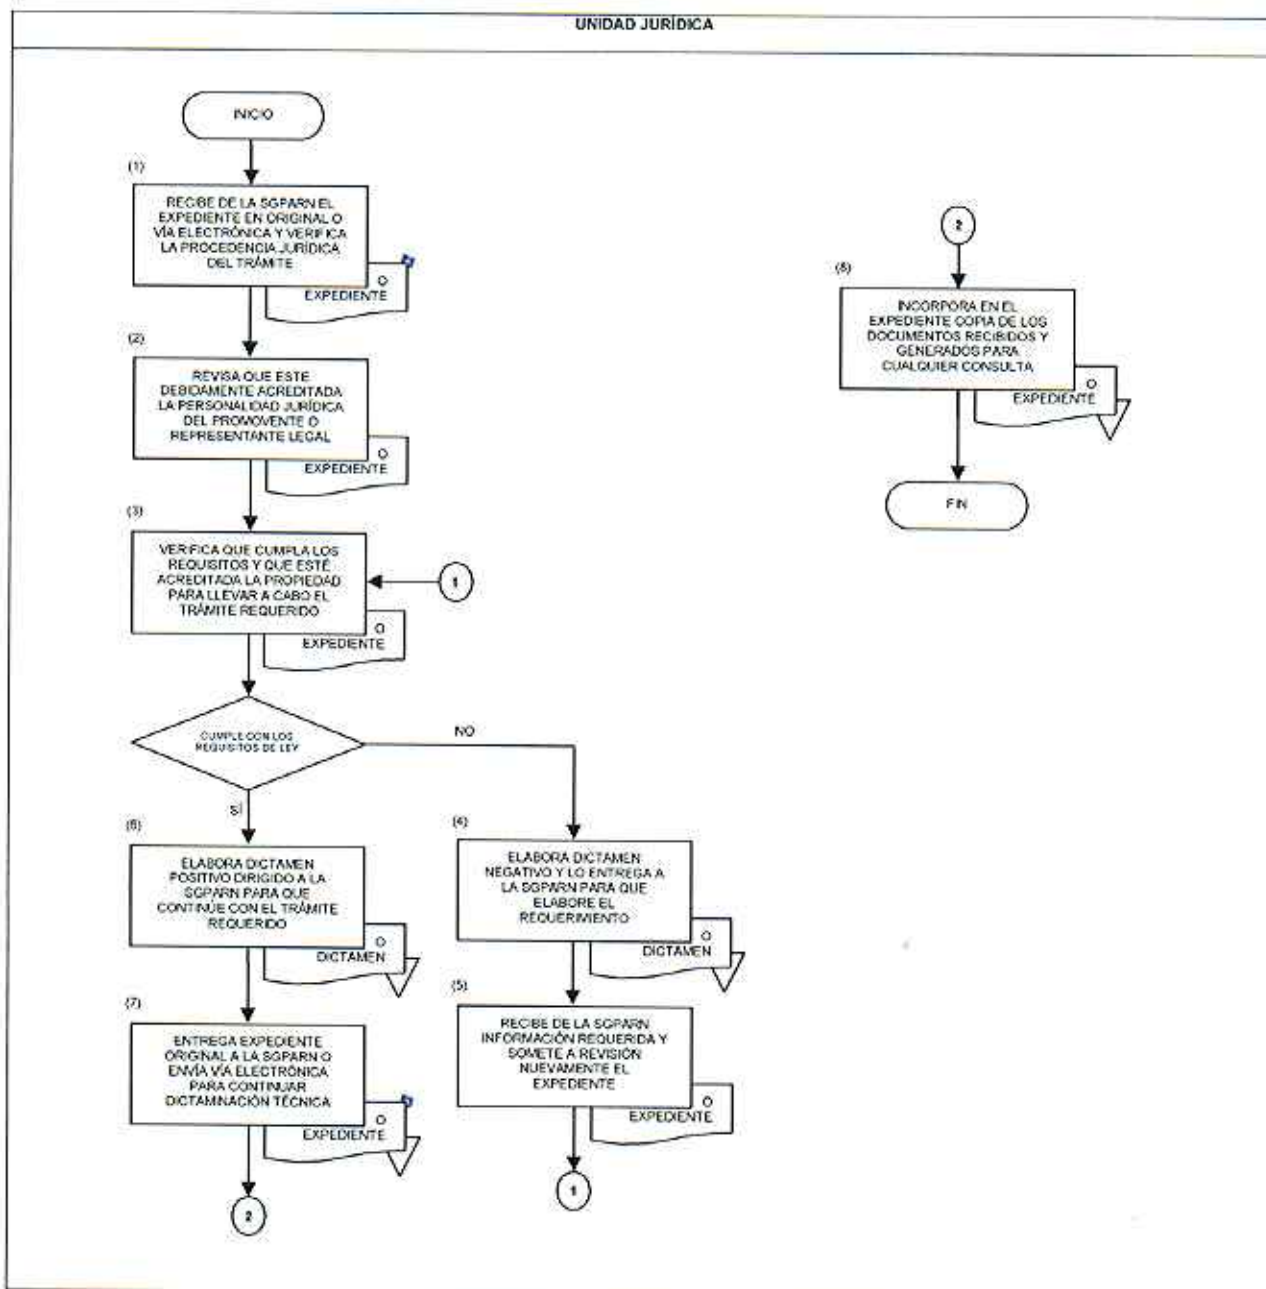 UNIDAD JURÍDICA
INICIO
(1)
RECIBE DE LA SGPARN EL
EXPEDIENTE EN ORIGINAL O
VÍA ELECTRÓNICA Y VERIFICA
LA PROCEDENCIA JURÍDICA
DEL TRÁMITE
O
EXPEDIENTE
(2)
REVISA QUE ESTE
DEBIDAMENTE ACREDITADA
LA PERSONALIDAD JURÍDICA
DEL PROMOVENTE O
REPRESENTANTE LEGAL
O
EXPEDIENTE
(3)
VERIFICA QUE CUMPLA LOS
REQUISITOS Y QUE ESTÉ
ACREDITADA LA PROPIEDAD
PARA LLEVAR A CABO EL
TRÁMITE REQUERIDO
O
EXPEDIENTE
1
CUMPLE CON LOS
REQUISITOS DE LEY
NO
SÍ
(6)
ELABORA DICTAMEN
POSITIVO DIRIGIDO A LA
SGPARN PARA QUE
CONTINÚE CON EL TRÁMITE
REQUERIDO
O
DICTAMEN
(7)
ENTREGA EXPEDIENTE
ORIGINAL A LA SGPARN O
ENVÍA VÍA ELECTRÓNICA
PARA CONTINUAR
DICTAMINACIÓN TÉCNICA
O
EXPEDIENTE
2
(4)
ELABORA DICTAMEN
NEGATIVO Y LO ENTREGA A
LA SGPARN PARA QUE
ELABORE EL
REQUERIMIENTO
O
DICTAMEN
(5)
RECIBE DE LA SGPARN
INFORMACIÓN REQUERIDA Y
SOMETE A REVISIÓN
NUEVAMENTE EL
EXPEDIENTE
O
EXPEDIENTE
1
2
(8)
INCORPORA EN EL
EXPEDIENTE COPIA DE LOS
DOCUMENTOS RECIBIDOS Y
GENERADOS PARA
CUALQUIER CONSULTA
O
EXPEDIENTE
FIN